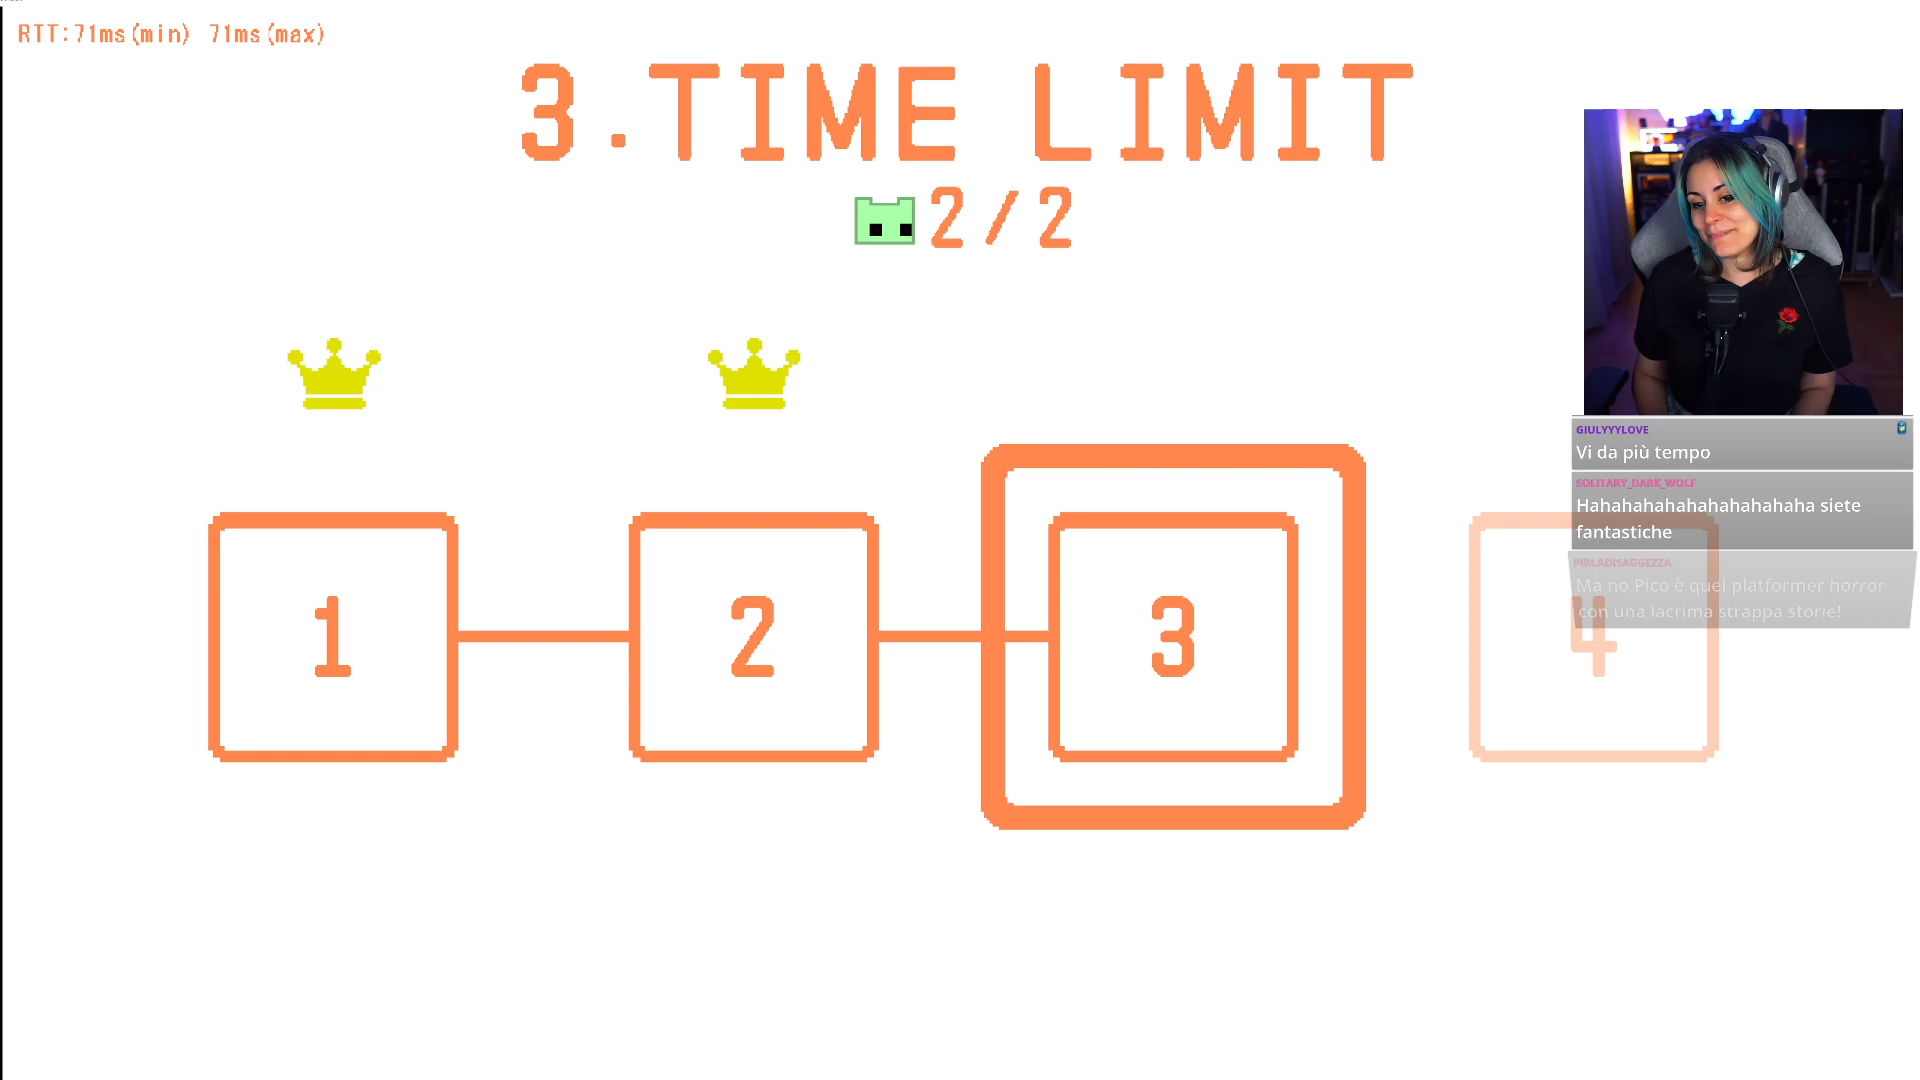 RTT:71ms(min) 71ms(max)
3.TIME LIMIT
2/2
1
2
3
4
GIULYYYLOVE
Vi da più tempo
SOLITARY_DARK_WOLF
Hahahahahahahahahaha siete
fantastiche
PIRLADISAGGEZZA
Ma no Pico è quel platformer horror
con una lacrima strappa storie!